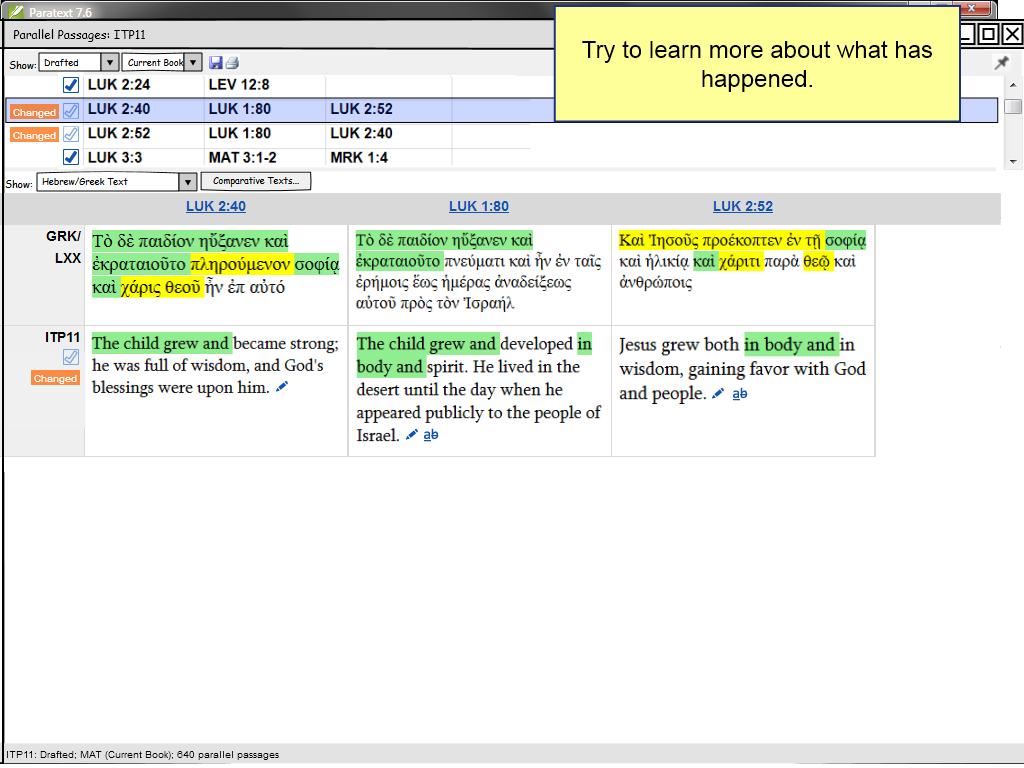 Paratext 7.6
Parallel Passages: ITP11
Try to learn more about what has
happened.
Show: Drafted Current Book
LUK 2:24 LEV 12:8
Changed LUK 2:40 LUK 1:80 LUK 2:52
Changed LUK 2:52 LUK 1:80 LUK 2:40
LUK 3:3 MAT 3:1-2 MRK 1:4
Show: Hebrew/Greek Text Comparative Texts...
LUK 2:40 LUK 1:80 LUK 2:52
GRK/
LXX
Τὸ δὲ παιδίον ηὔξανεν καὶ
ἐκραταιοῦτο πληρούμενον σοφίᾳ
καὶ χάρις θεοῦ ἦν ἐπ αὐτό
Τὸ δὲ παιδίον ηὔξανεν καὶ
ἐκραταιοῦτο πνεύματι καὶ ἦν ἐν ταῖς
ἐρήμοις ἕως ἡμέρας ἀναδείξεως
αὐτοῦ πρὸς τὸν Ἰσραήλ
Καὶ Ἰησοῦς προέκοπτεν ἐν τῇ σοφίᾳ
καὶ ἡλικίᾳ καὶ χάριτι παρὰ θεῷ καὶ
ἀνθρώποις
ITP11
Changed
The child grew and became strong;
he was full of wisdom, and God's
blessings were upon him.
The child grew and developed in
body and spirit. He lived in the
desert until the day when he
appeared publicly to the people of
Israel. ab
Jesus grew both in body and in
wisdom, gaining favor with God
and people. ab
ITP11: Drafted; MAT (Current Book); 640 parallel passages